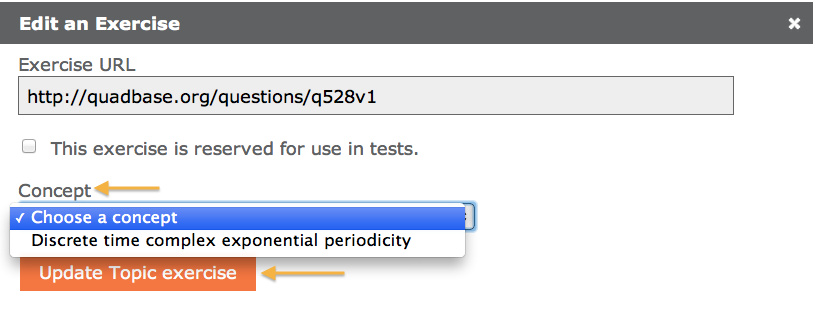 Edit an Exercise ×
Exercise URL
http://quadbase.org/questions/q528v1
This exercise is reserved for use in tests.
Concept
✓ Choose a concept
Discrete time complex exponential periodicity
Update Topic exercise